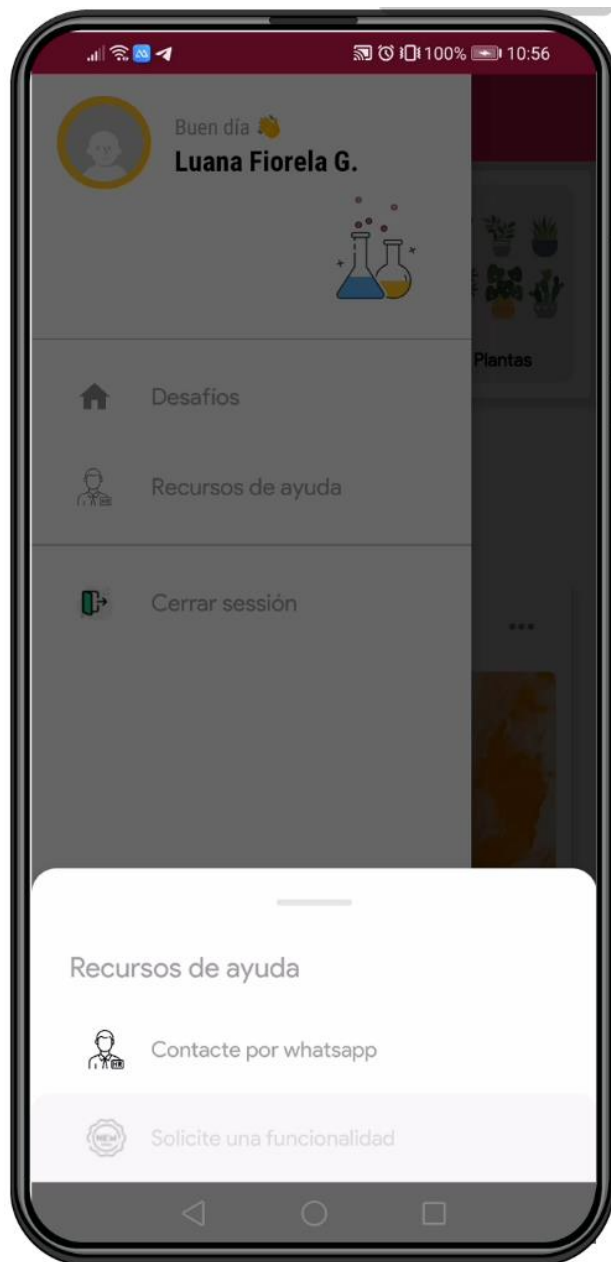 100% 10:56
Buen día 👋
Luana Fiorela G.
Plantas
Desafíos
Recursos de ayuda
Cerrar sessión
Recursos de ayuda
Contacte por whatsapp
Solicite una funcionalidad